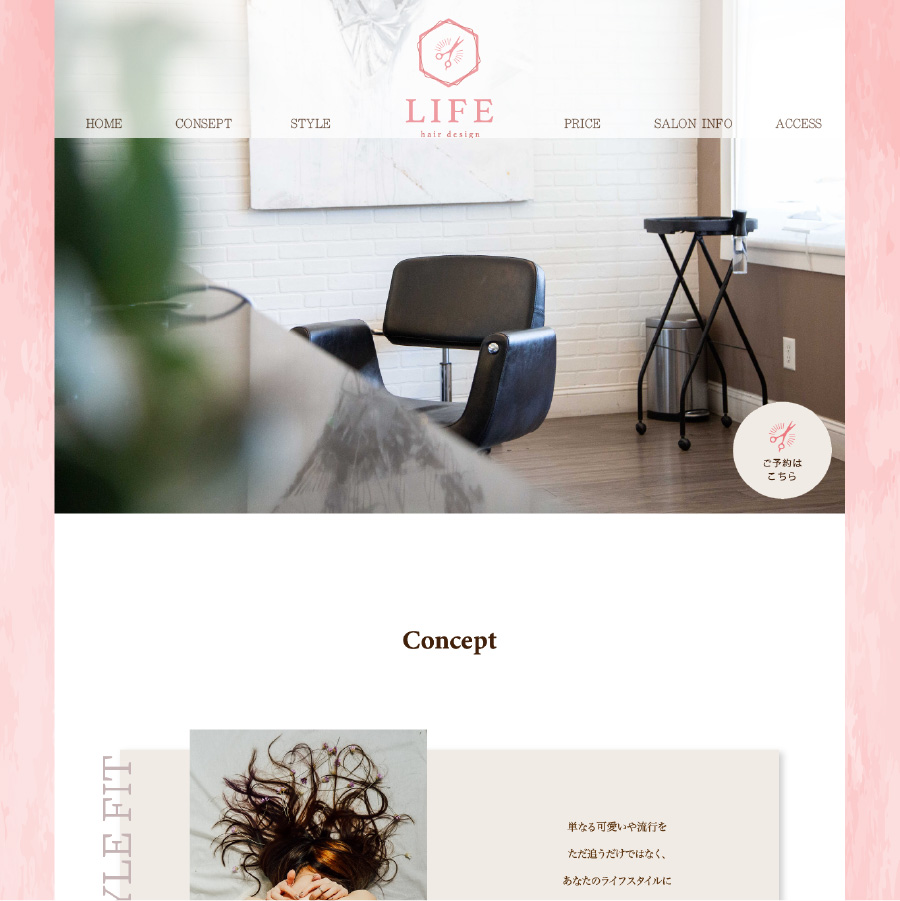 LIFE
hair design
HOME
CONSEPT
STYLE
PRICE
SALON INFO
ACCESS
ご予約は
こちら
Concept
YLE FIT
単なる可愛いや流行を
ただ追うだけではなく、
あなたのライフスタイルに